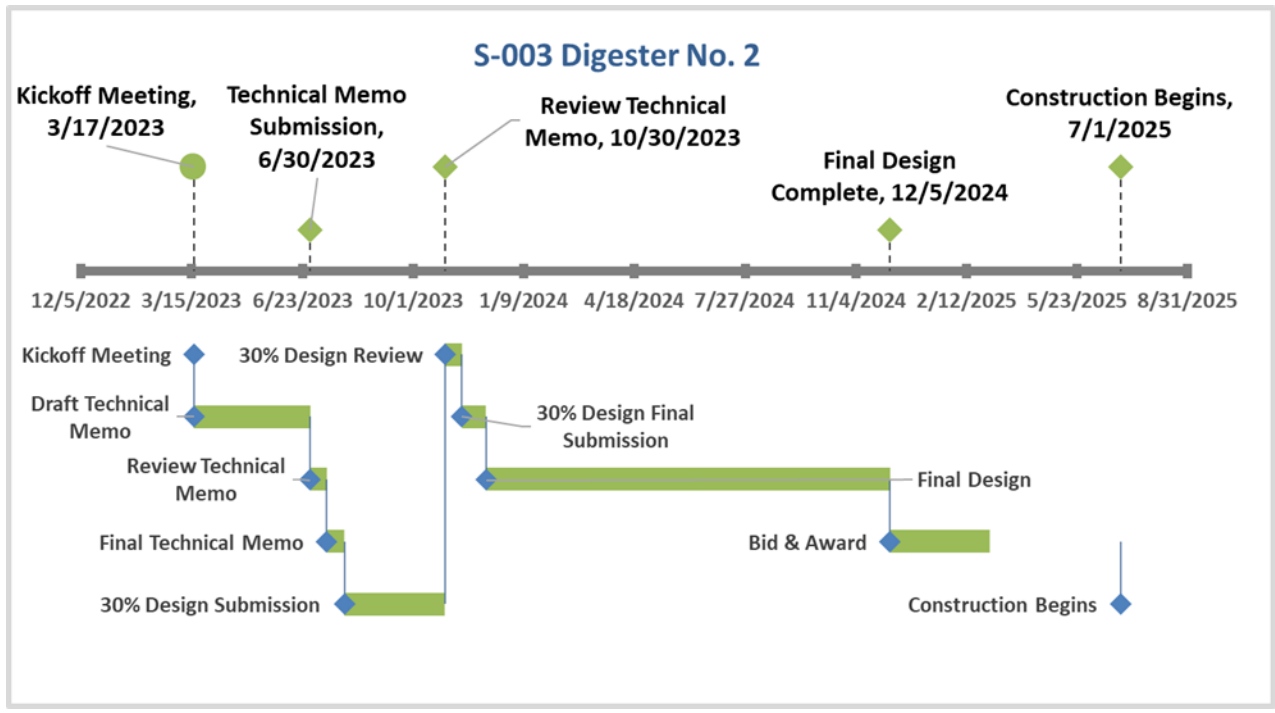 S-003 Digester No. 2
Kickoff Meeting,
3/17/2023
Technical Memo
Submission,
6/30/2023
Review Technical
Memo, 10/30/2023
Final Design
Complete, 12/5/2024
Construction Begins,
7/1/2025
12/5/2022 3/15/2023 6/23/2023 10/1/2023 1/9/2024 4/18/2024 7/27/2024 11/4/2024 2/12/2025 5/23/2025 8/31/2025
Kickoff Meeting
30% Design Review
Draft Technical
Memo
30% Design Final
Submission
Review Technical
Memo
Final Design
Final Technical Memo
Bid & Award
30% Design Submission
Construction Begins